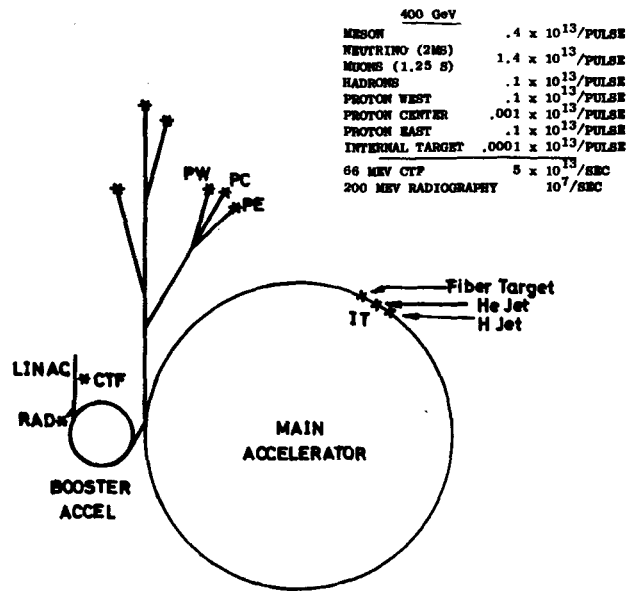 400 GeV
MESON .4 x 10^13/PULSE
NEUTRINO (2MS)
MUONS (1.25 S) 1.4 x 10^13/PULSE
HADRONS .1 x 10^13/PULSE
PROTON WEST .1 x 10^13/PULSE
PROTON CENTER .001 x 10^13/PULSE
PROTON EAST .1 x 10^13/PULSE
INTERNAL TARGET .0001 x 10^13/PULSE
66 MEV CTF 5 x 10^13/SEC
200 MEV RADIOGRAPHY 10^7/SEC
PW PC
PE
Fiber Target
He Jet
IT H Jet
LINAC CTF
RAD
MAIN
ACCELERATOR
BOOSTER
ACCEL